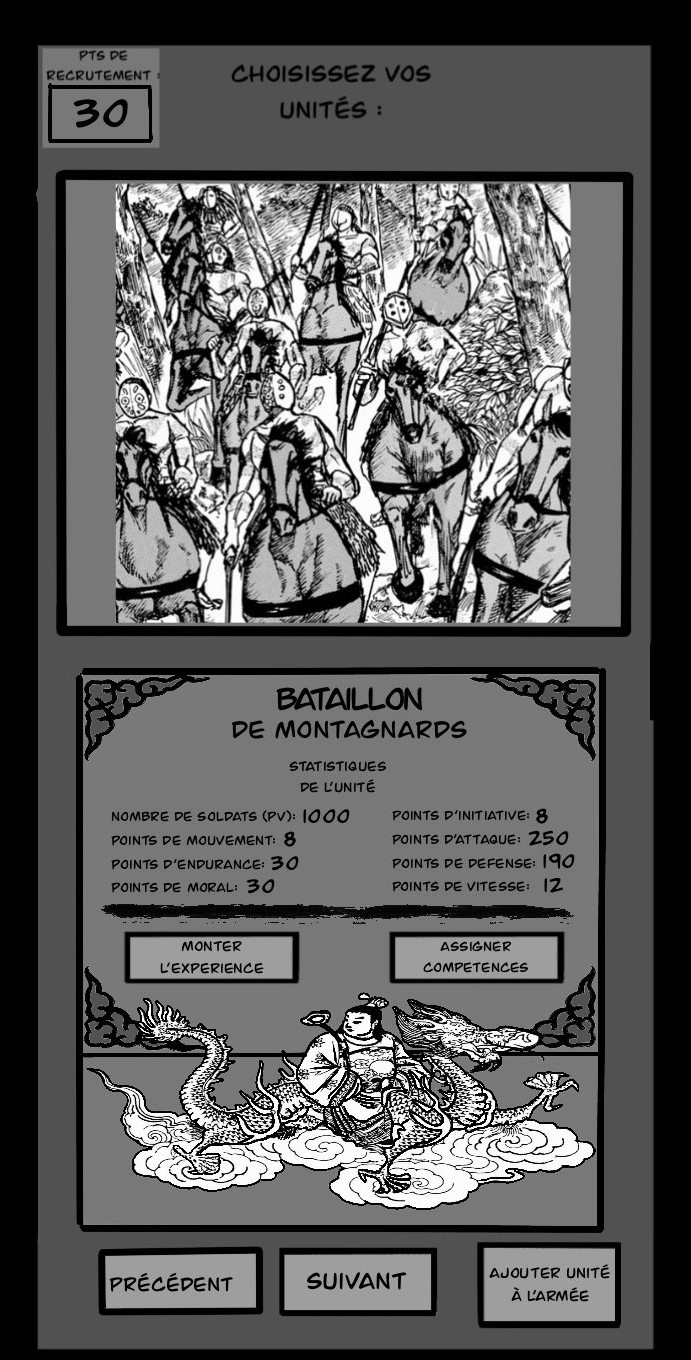 PTS DE
RECRUTEMENT :
30
CHOISISSEZ VOS
UNITÉS :
BATAILLON
DE MONTAGNARDS
STATISTIQUES
DE L'UNITÉ
NOMBRE DE SOLDATS (PV): 1000
POINTS DE MOUVEMENT: 8
POINTS D'ENDURANCE: 30
POINTS DE MORAL: 30
POINTS D'INITIATIVE: 8
POINTS D'ATTAQUE: 250
POINTS DE DEFENSE: 190
POINTS DE VITESSE: 12
MONTER
L'EXPERIENCE
ASSIGNER
COMPETENCES
PRÉCÉDENT
SUIVANT
AJOUTER UNITÉ
À L'ARMÉE